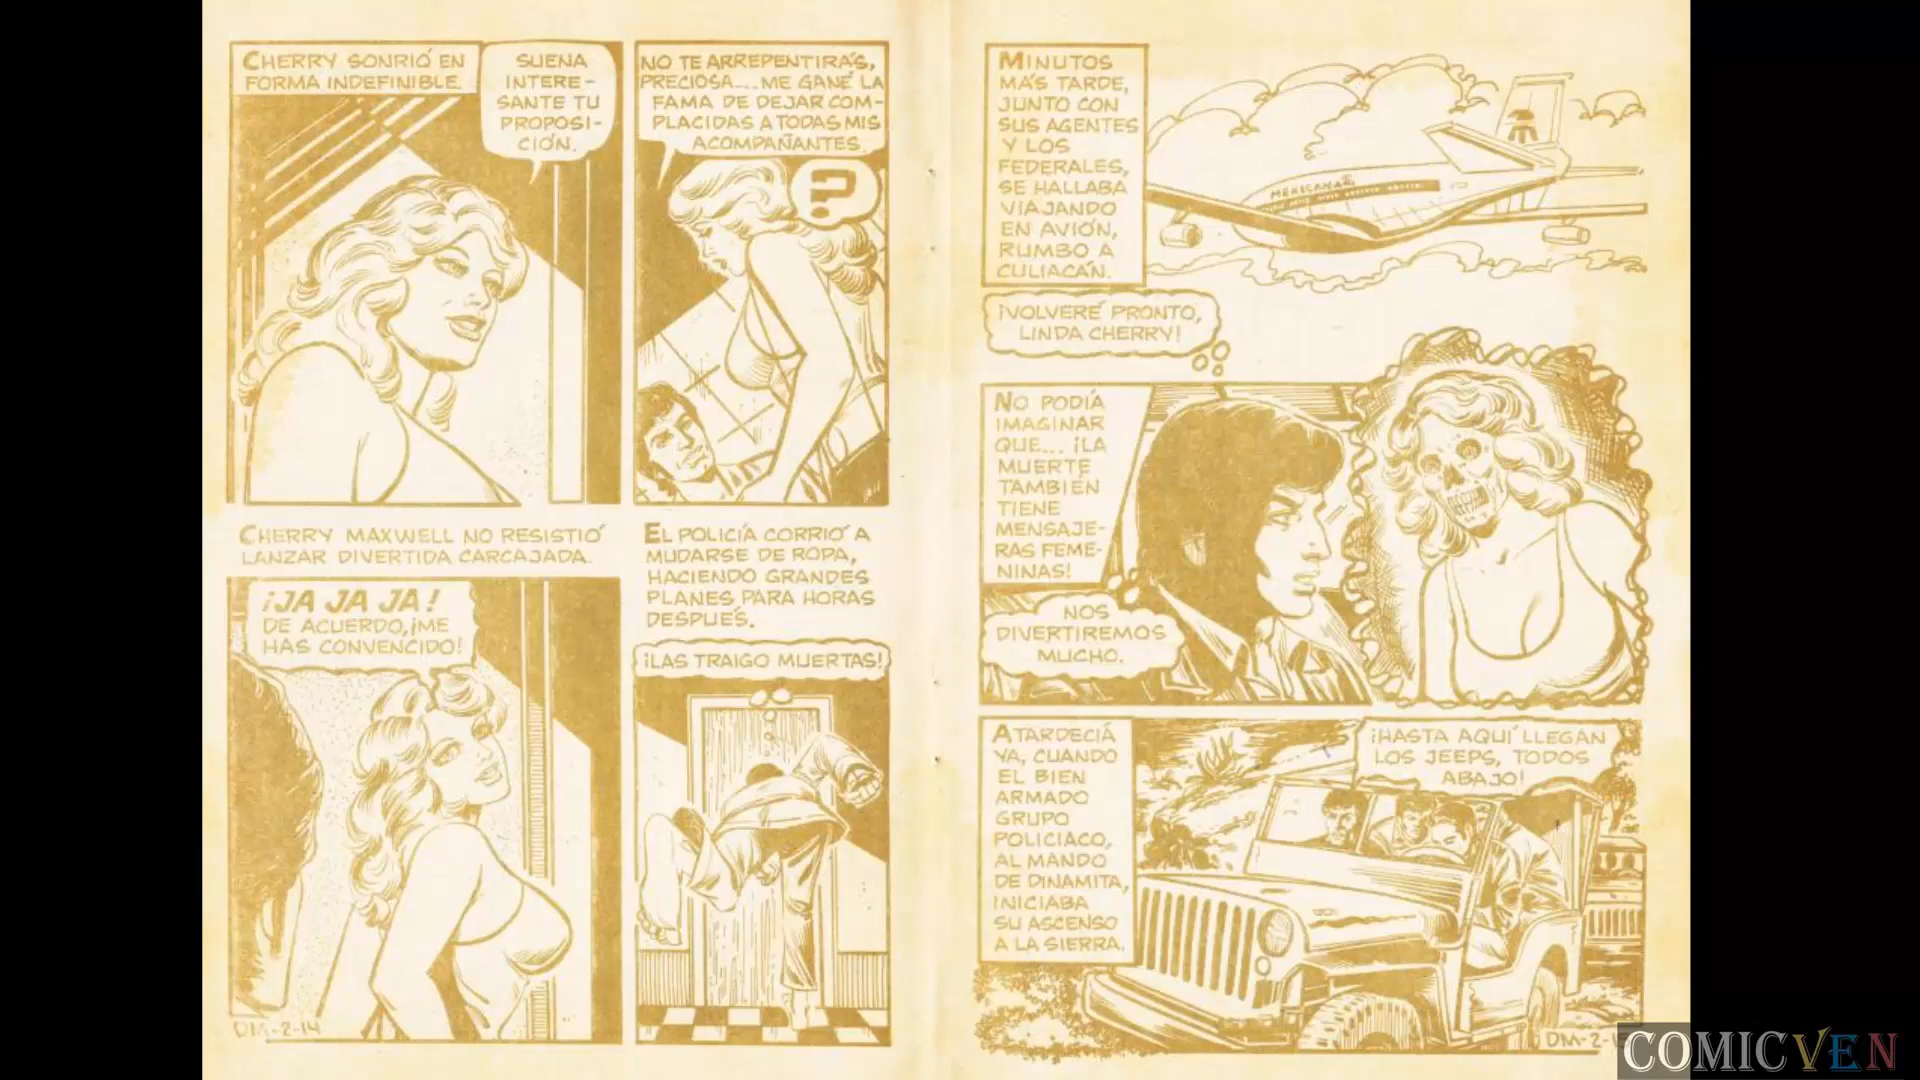 CHERRY SONRIÓ EN
FORMA INDEFINIBLE.
SUENA
INTERE-
SANTE TU
PROPOSI-
CIÓN.
NO TE ARREPENTIRÁS,
PRECIOSA... ME GANÉ LA
FAMA DE DEJAR COM-
PLACIDAS A TODAS MIS
ACOMPAÑANTES.
?
CHERRY MAXWELL NO RESISTIÓ
LANZAR DIVERTIDA CARCAJADA.
¡JA JA JA!
DE ACUERDO, ¡ME
HAS CONVENCIDO!
EL POLICÍA CORRIÓ A
MUDARSE DE ROPA,
HACIENDO GRANDES
PLANES PARA HORAS
DESPUÉS.
¡LAS TRAIGO MUERTAS!
DM-2-14
MINUTOS
MÁS TARDE,
JUNTO CON
SUS AGENTES
Y LOS
FEDERALES,
SE HALLABA
VIAJANDO
EN AVIÓN,
RUMBO A
CULIACÁN.
MEXICANA
¡VOLVERÉ PRONTO,
LINDA CHERRY!
NO PODÍA
IMAGINAR
QUE... ¡LA
MUERTE
TAMBIÉN
TIENE
MENSAJE-
RAS FEME-
NINAS!
NOS
DIVERTIREMOS
MUCHO.
ATARDECÍA
YA, CUANDO
EL BIEN
ARMADO
GRUPO
POLICIACO,
AL MANDO
DE DINAMITA,
INICIABA
SU ASCENSO
A LA SIERRA.
¡HASTA AQUÍ LLEGAN
LOS JEEPS, TODOS
ABAJO!
DM-2-
COMICVEN